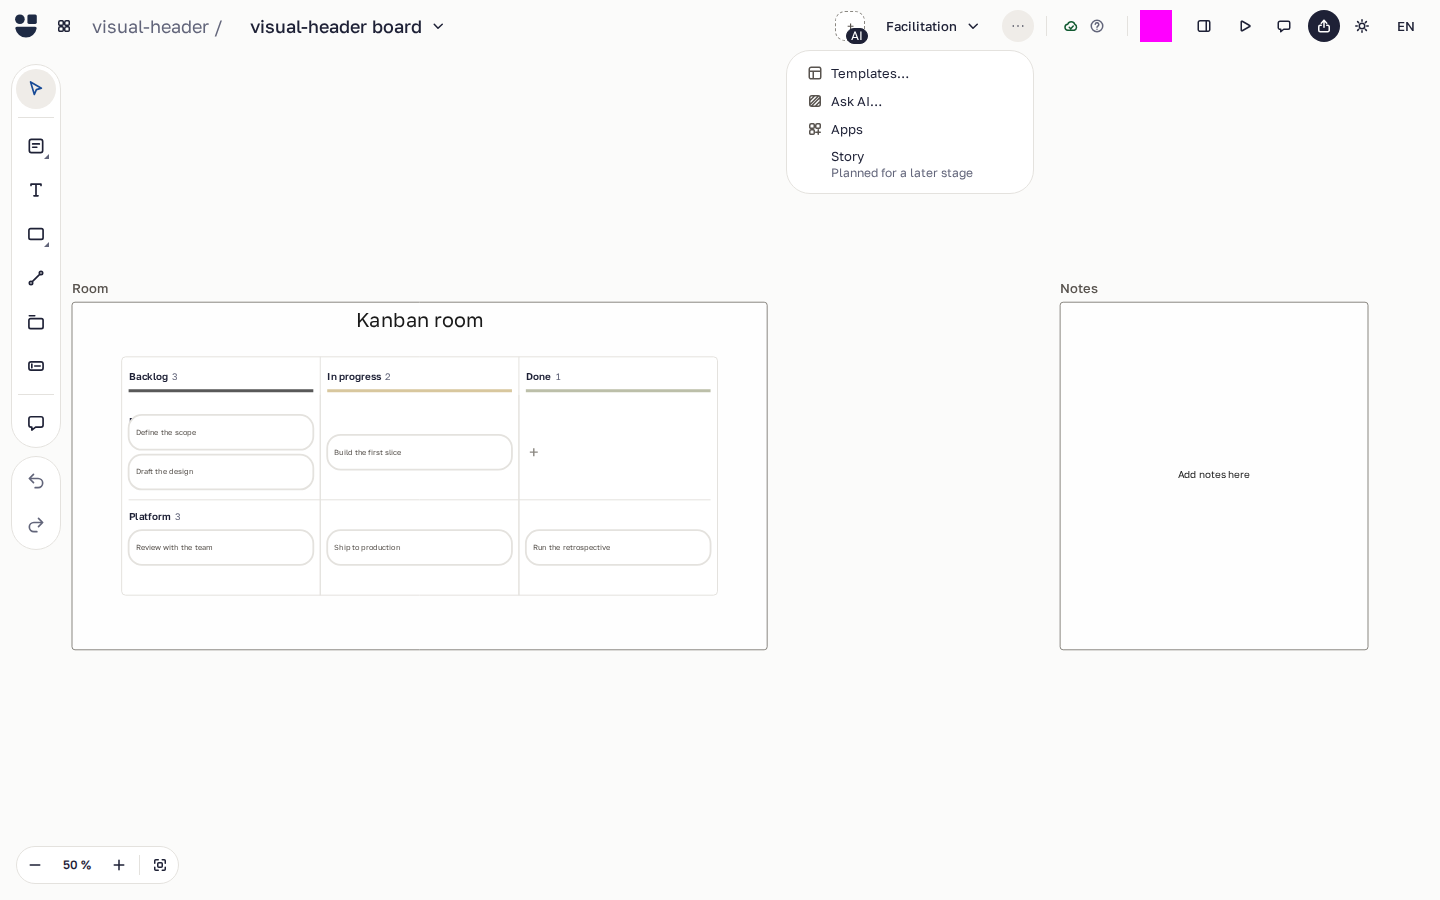 visual-header / visual-header board
AI
Facilitation
EN
Templates...
Ask AI...
Apps
Story
Planned for a later stage
Room
Notes
Kanban room
Backlog 3
In progress 2
Done 1
Define the scope
Build the first slice
Draft the design
Add notes here
Platform 3
Review with the team
Ship to production
Run the retrospective
50 %